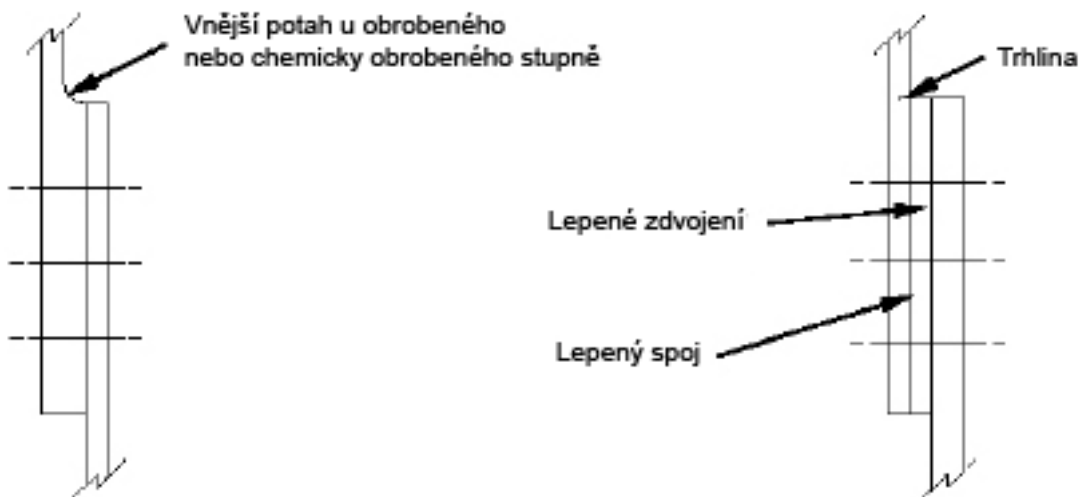 Vnější potah u obrobeného
nebo chemicky obrobeného stupně
Trhlina
Lepené zdvojení
Lepený spoj